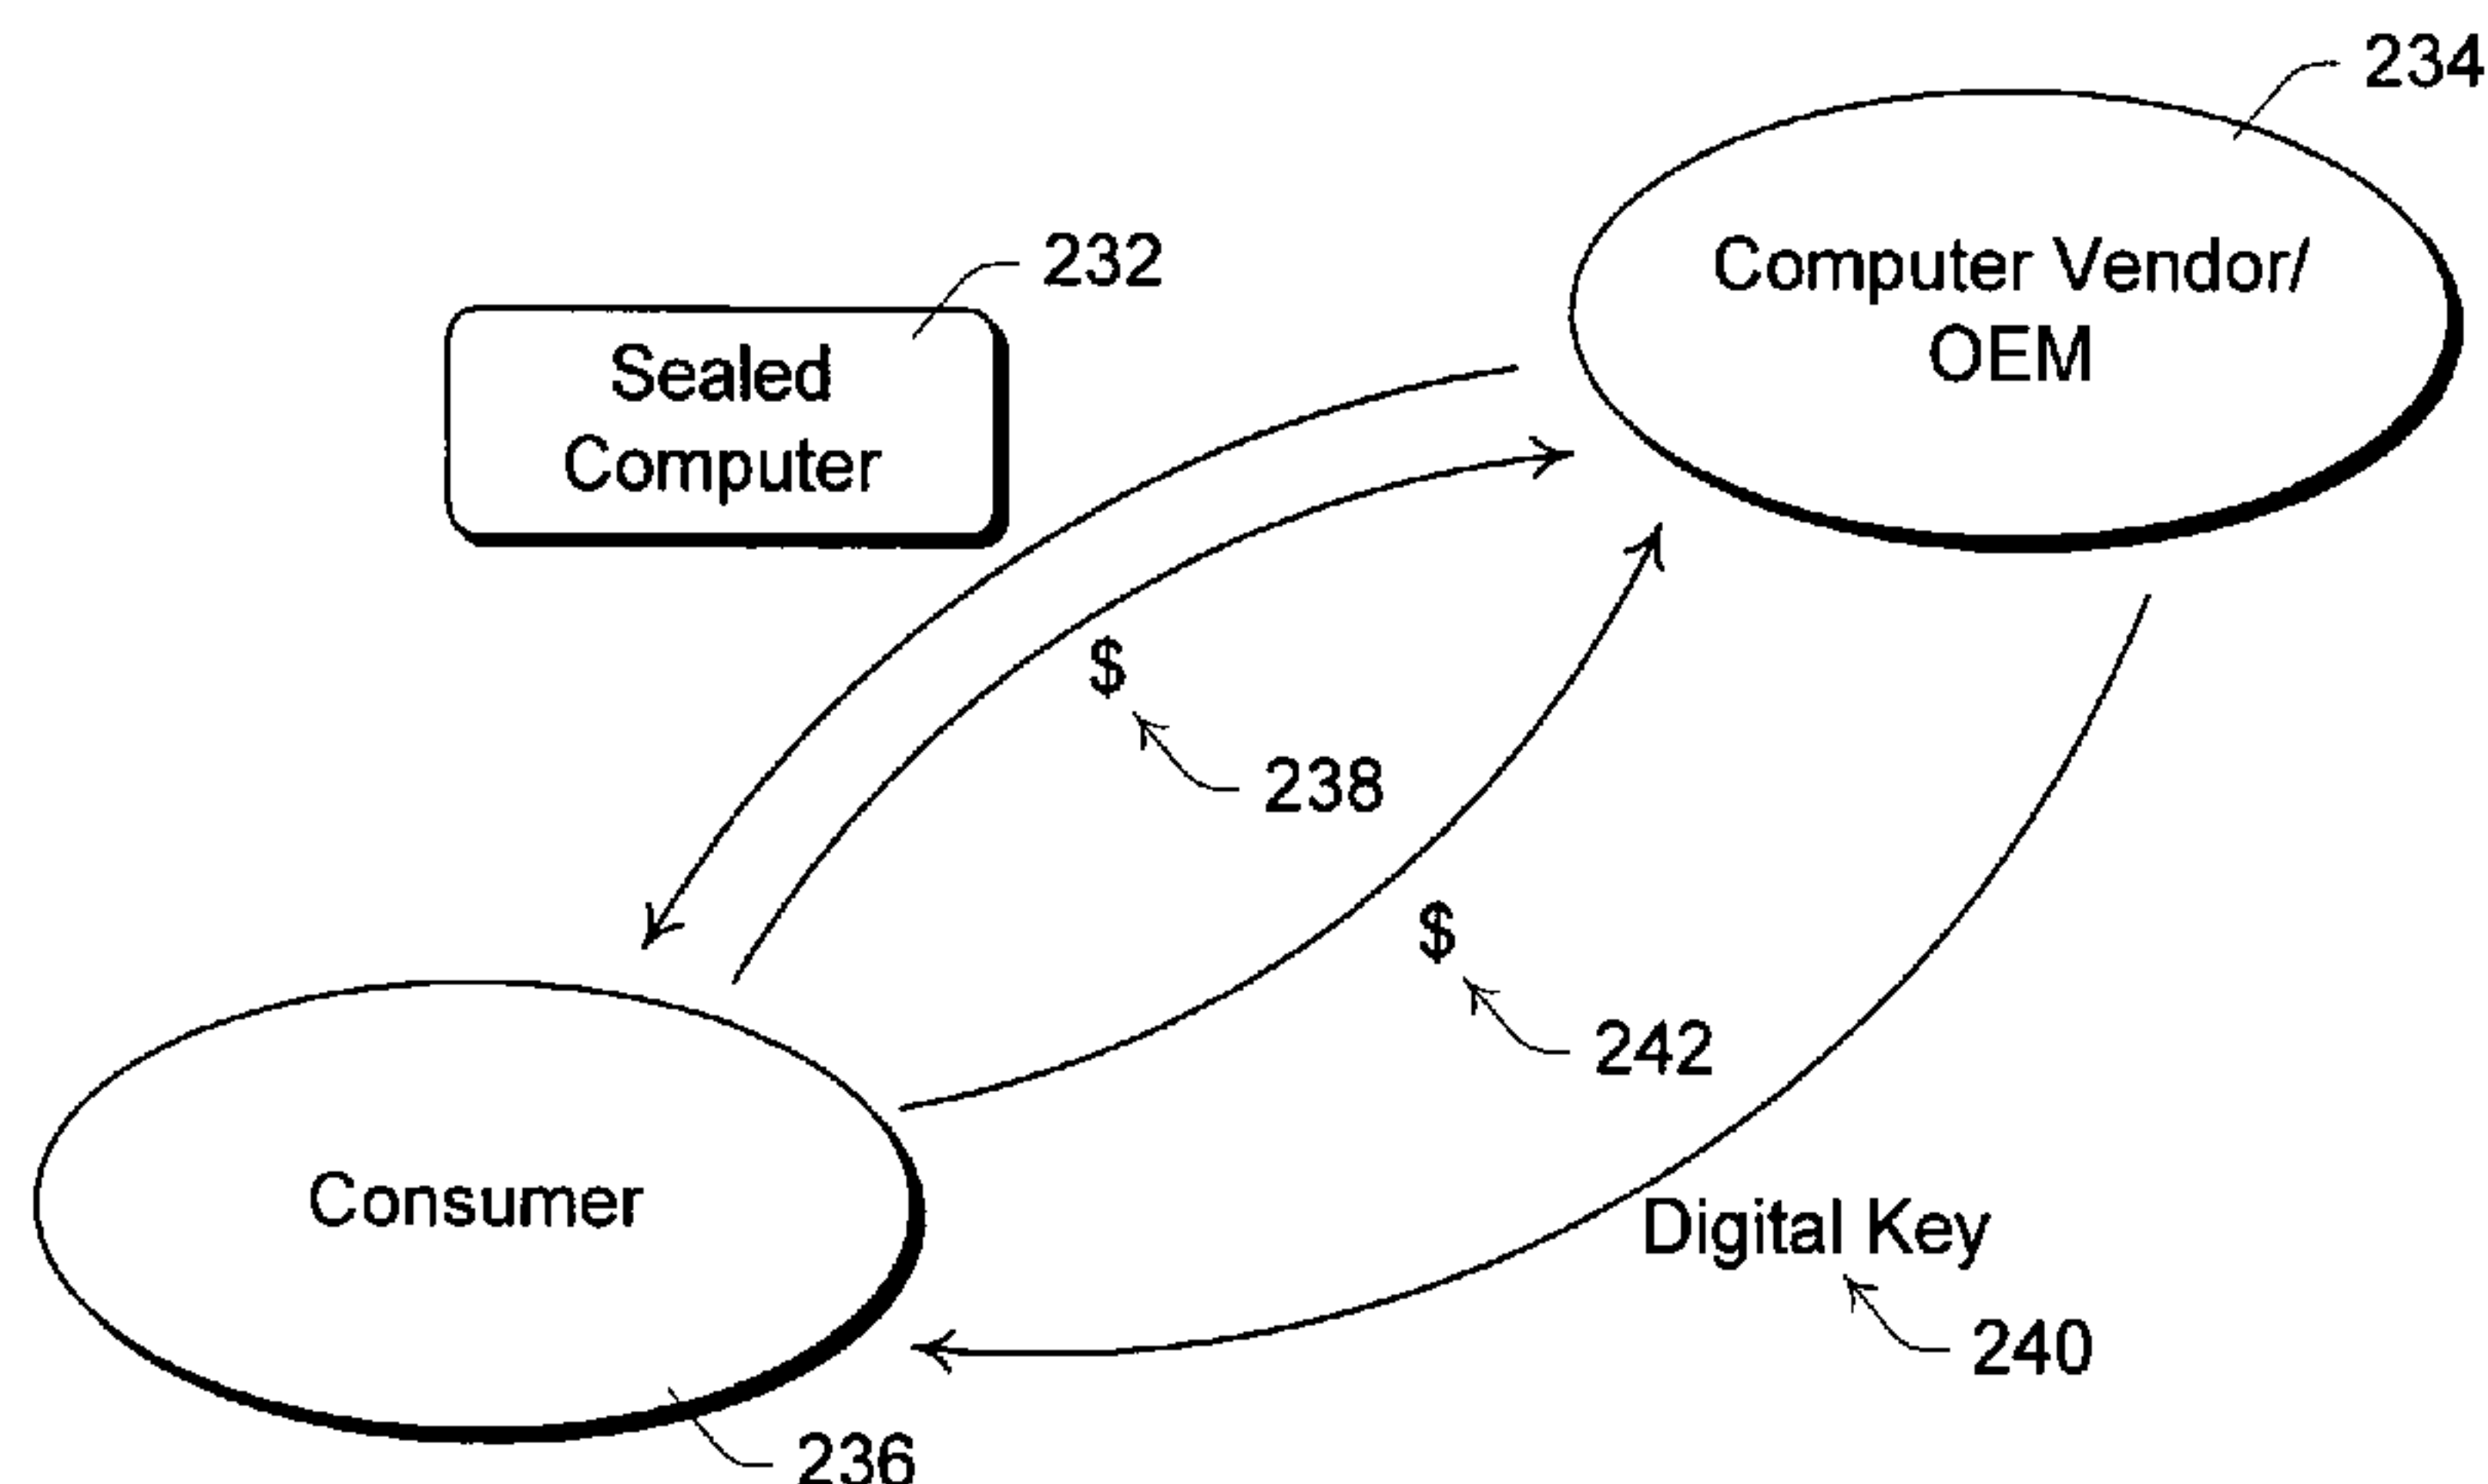 234
232
Computer Vendor/
OEM
Sealed
Computer
$
238
$
242
Consumer
Digital Key
240
236